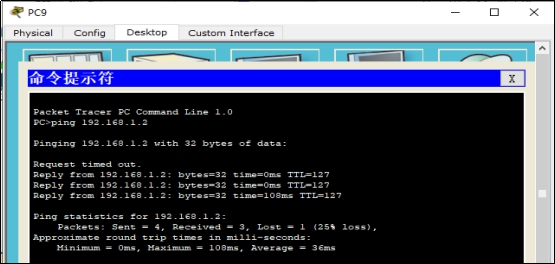 PC9
Physical Config Desktop Custom Interface
命令提示符
X
Packet Tracer PC Command Line 1.0
PC>ping 192.168.1.2
Pinging 192.168.1.2 with 32 bytes of data:
Request timed out.
Reply from 192.168.1.2: bytes=32 time=0ms TTL=127
Reply from 192.168.1.2: bytes=32 time=0ms TTL=127
Reply from 192.168.1.2: bytes=32 time=108ms TTL=127
Ping statistics for 192.168.1.2:
Packets: Sent = 4, Received = 3, Lost = 1 (25% loss),
Approximate round trip times in milli-seconds:
Minimum = 0ms, Maximum = 108ms, Average = 36ms